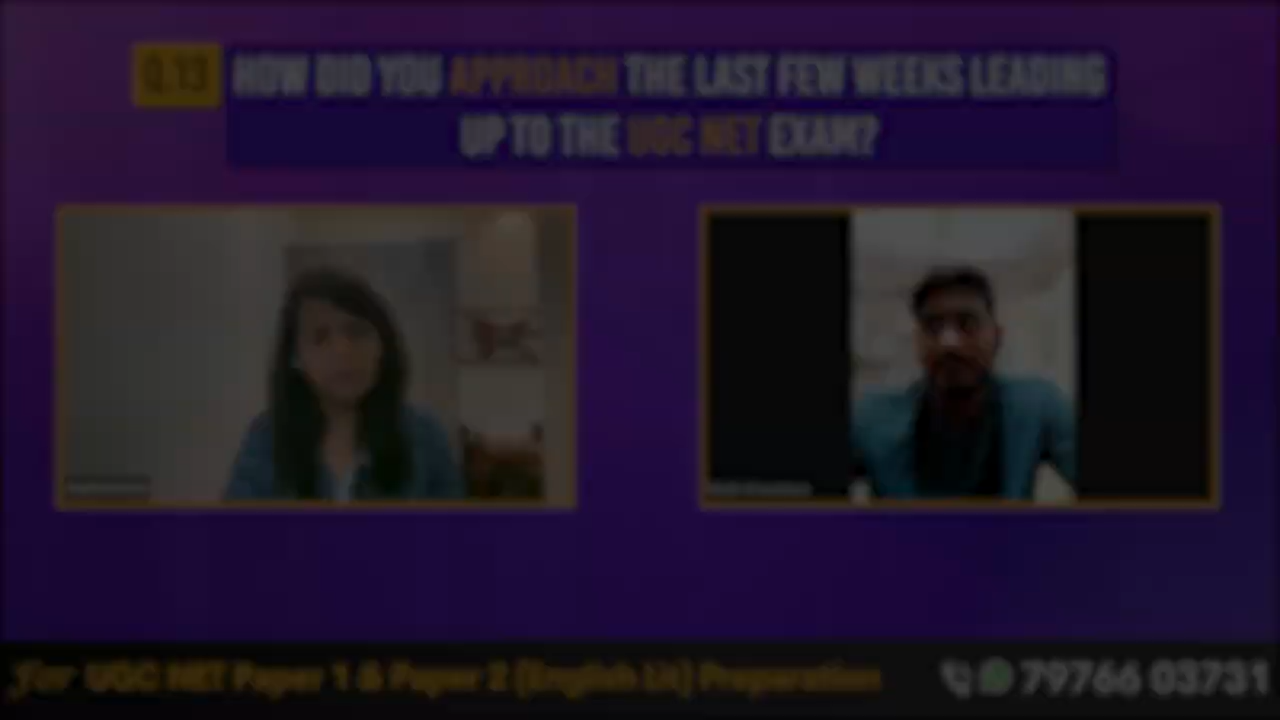 Q.13 HOW DID YOU APPROACH THE LAST FEW WEEKS LEADING
UP TO THE UGC NET EXAM?
for UGC NET Paper 1 & Paper 2 (English Lit) Preparation
79766 03731